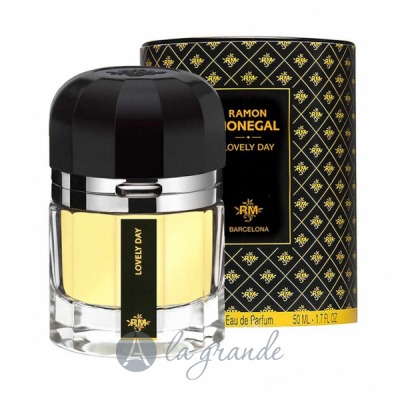 RAMON
MONEGAL
LOVELY DAY
RM
BARCELONA
Eau de Parfum 50 ML - 1.7 FL.OZ
LOVELY DAY
RM
A la grande